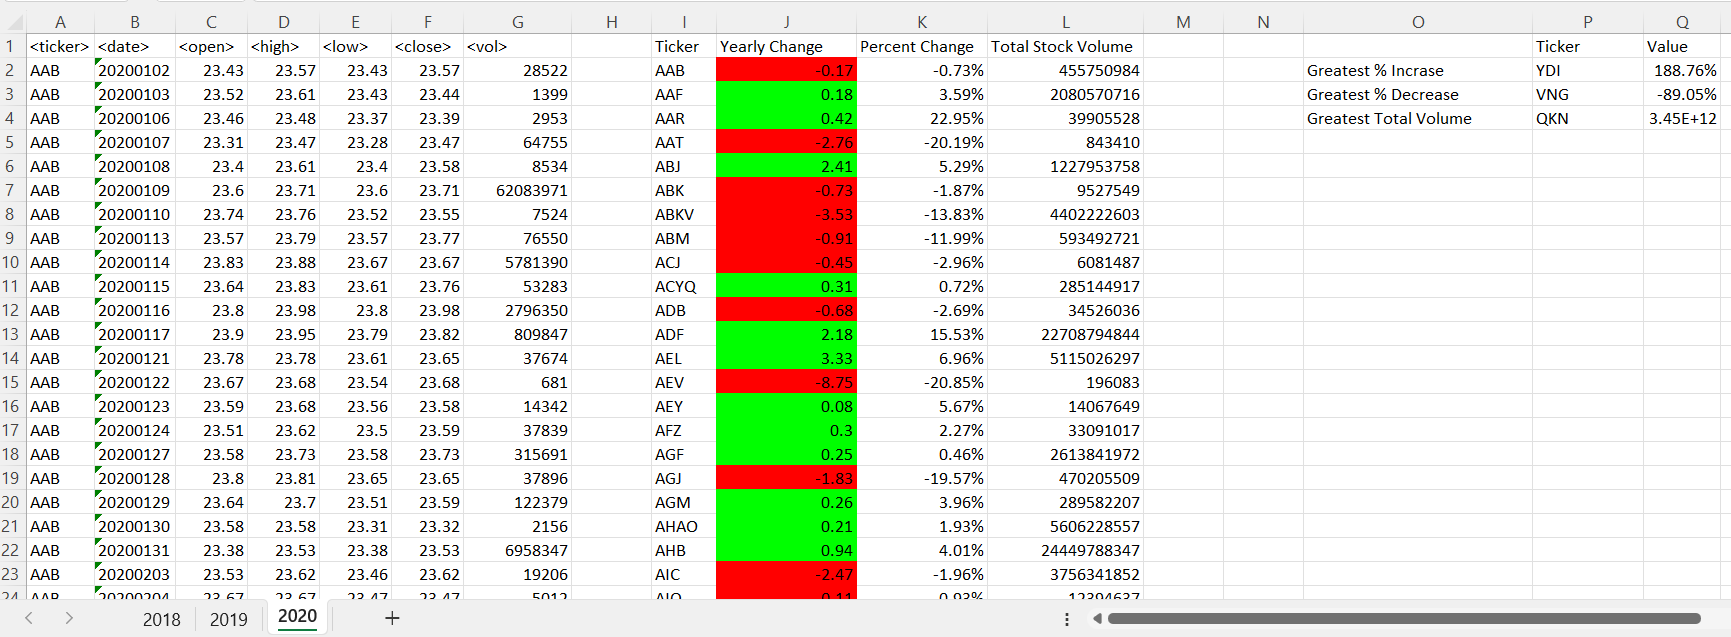 A B C D E F G H I J K L M N O P Q
1 <ticker> <date> <open> <high> <low> <close> <vol> Ticker Yearly Change Percent Change Total Stock Volume Ticker Value
2 AAB 20200102 23.43 23.57 23.43 23.57 28522 AAB -0.17 -0.73% 455750984 Greatest % Incrase YDI 188.76%
3 AAB 20200103 23.52 23.61 23.43 23.44 1399 AAF 0.18 3.59% 2080570716 Greatest % Decrease VNG -89.05%
4 AAB 20200106 23.46 23.48 23.37 23.39 2953 AAR 0.42 22.95% 39905528 Greatest Total Volume QKN 3.45E+12
5 AAB 20200107 23.31 23.47 23.28 23.47 64755 AAT -2.76 -20.19% 843410
6 AAB 20200108 23.4 23.61 23.4 23.58 8534 ABJ 2.41 5.29% 1227953758
7 AAB 20200109 23.6 23.71 23.6 23.71 62083971 ABK -0.73 -1.87% 9527549
8 AAB 20200110 23.74 23.76 23.52 23.55 7524 ABKV -3.53 -13.83% 4402222603
9 AAB 20200113 23.57 23.79 23.57 23.77 76550 ABM -0.91 -11.99% 593492721
10 AAB 20200114 23.83 23.88 23.67 23.67 5781390 ACJ -0.45 -2.96% 6081487
11 AAB 20200115 23.64 23.83 23.61 23.76 53283 ACYQ 0.31 0.72% 285144917
12 AAB 20200116 23.8 23.98 23.8 23.98 2796350 ADB -0.68 -2.69% 34526036
13 AAB 20200117 23.9 23.95 23.79 23.82 809847 ADF 2.18 15.53% 22708794844
14 AAB 20200121 23.78 23.78 23.61 23.65 37674 AEL 3.33 6.96% 5115026297
15 AAB 20200122 23.67 23.68 23.54 23.68 681 AEV -8.75 -20.85% 196083
16 AAB 20200123 23.59 23.68 23.56 23.58 14342 AEY 0.08 5.67% 14067649
17 AAB 20200124 23.51 23.62 23.5 23.59 37839 AFZ 0.3 2.27% 33091017
18 AAB 20200127 23.58 23.73 23.58 23.73 315691 AGF 0.25 0.46% 2613841972
19 AAB 20200128 23.8 23.81 23.65 23.65 37896 AGJ -1.83 -19.57% 470205509
20 AAB 20200129 23.64 23.7 23.51 23.59 122379 AGM 0.26 3.96% 289582207
21 AAB 20200130 23.58 23.58 23.31 23.32 2156 AHAO 0.21 1.93% 5606228557
22 AAB 20200131 23.38 23.53 23.38 23.53 6958347 AHB 0.94 4.01% 24449788347
23 AAB 20200203 23.53 23.62 23.46 23.62 19206 AIC -2.47 -1.96% 3756341852
24 AAB 20200204 23.67 23.67 23.47 23.47 5012
2018 2019 2020 +